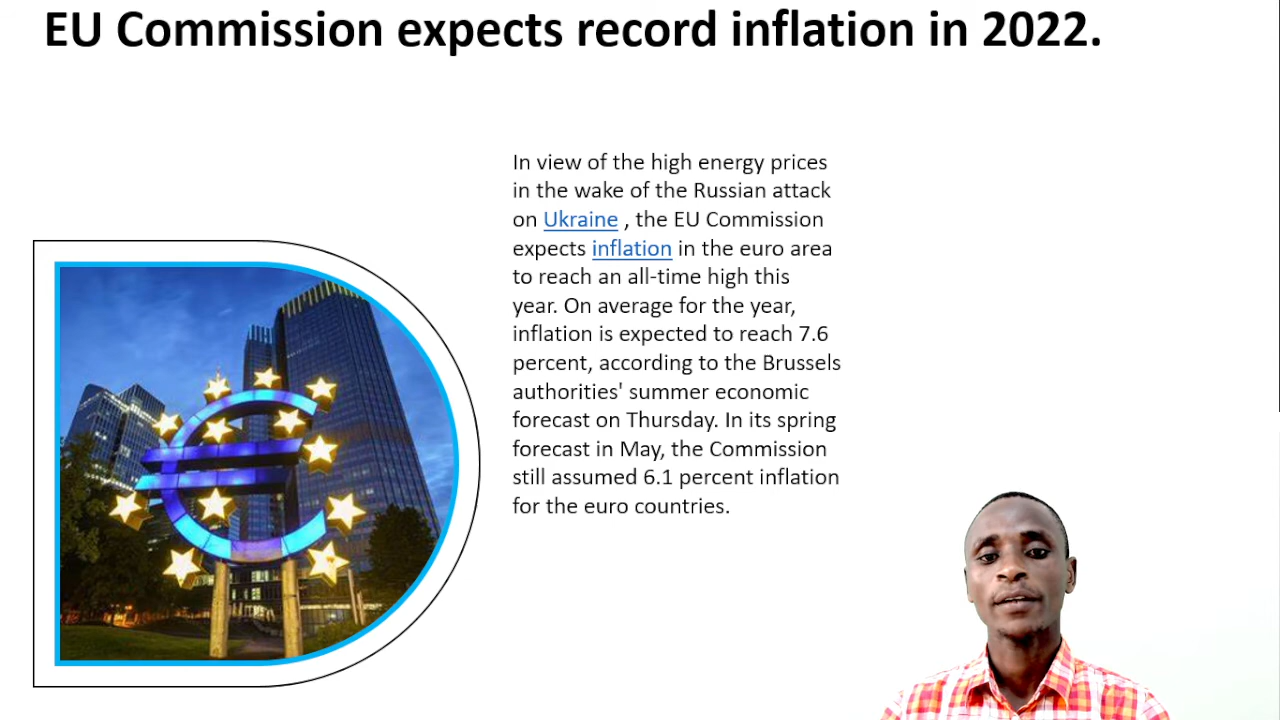 EU Commission expects record inflation in 2022.
In view of the high energy prices
in the wake of the Russian attack
on Ukraine , the EU Commission
expects inflation in the euro area
to reach an all-time high this
year. On average for the year,
inflation is expected to reach 7.6
percent, according to the Brussels
authorities' summer economic
forecast on Thursday. In its spring
forecast in May, the Commission
still assumed 6.1 percent inflation
for the euro countries.